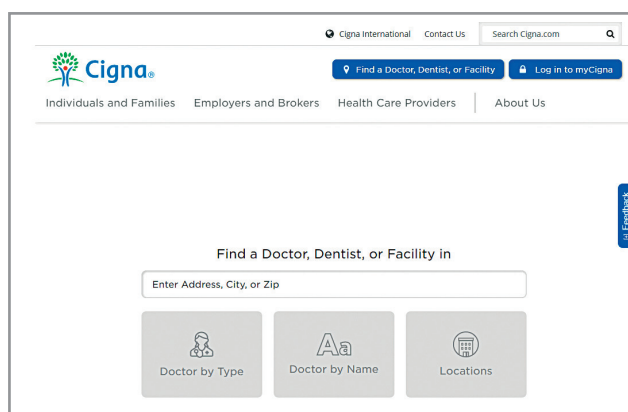 Cigna International Contact Us Search Cigna.com
Cigna®
Find a Doctor, Dentist, or Facility Log in to myCigna
Individuals and Families Employers and Brokers Health Care Providers About Us
Feedback
Find a Doctor, Dentist, or Facility in
Enter Address, City, or Zip
Aa
Doctor by Type Doctor by Name Locations